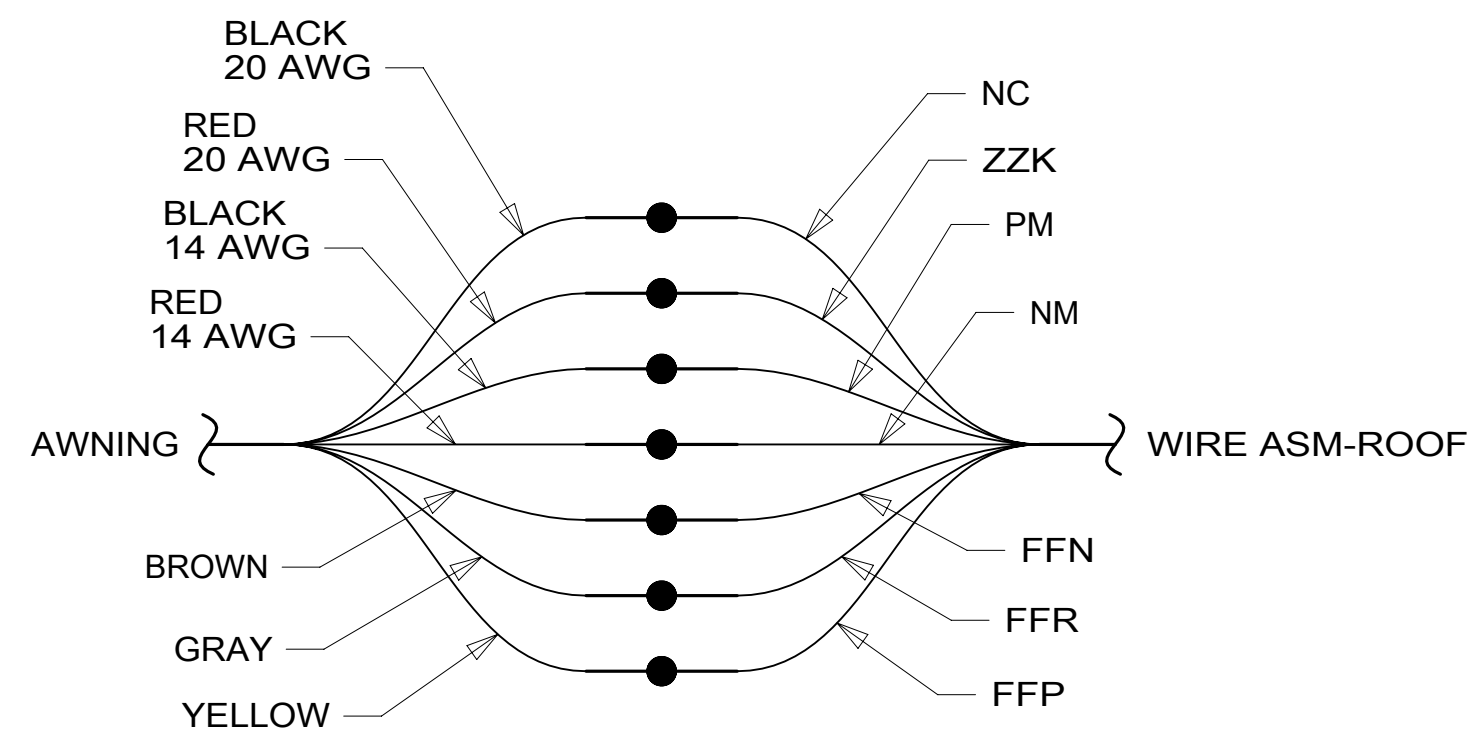 BLACK
20 AWG
RED
20 AWG
BLACK
14 AWG
RED
14 AWG
AWNING
BROWN
GRAY
YELLOW
NC
ZZK
PM
NM
WIRE ASM-ROOF
FFN
FFR
FFP